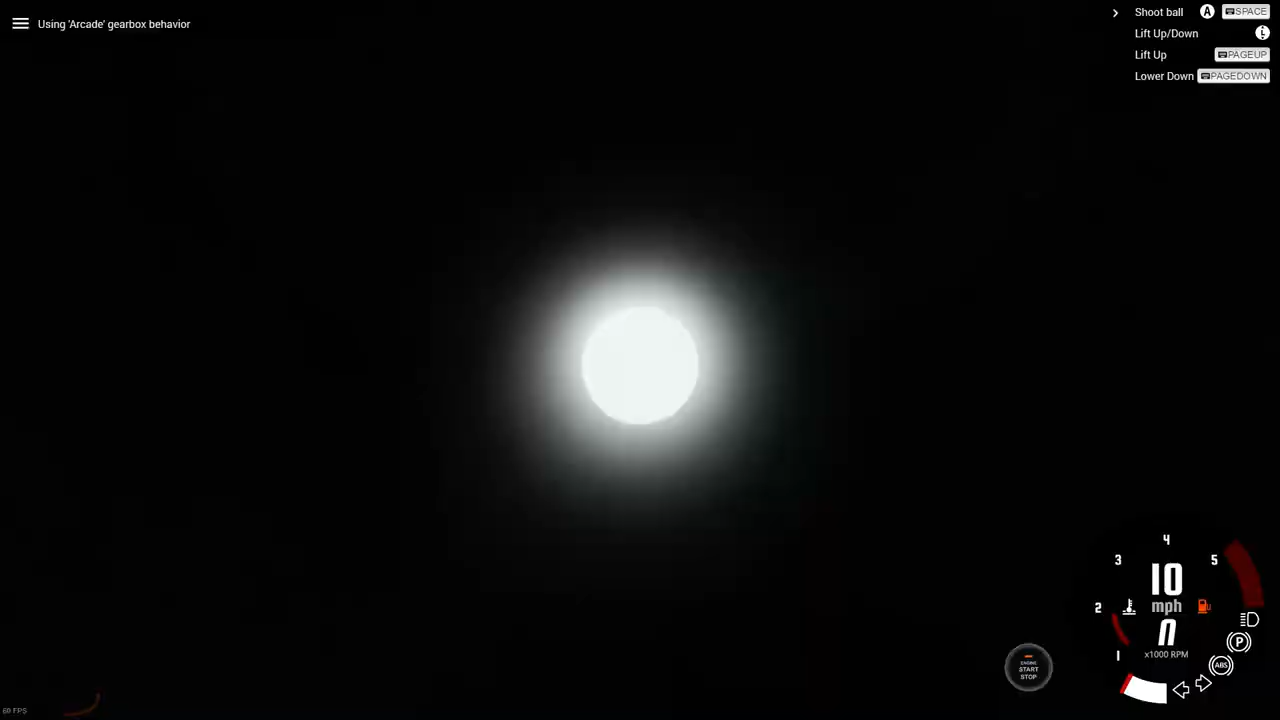 Using 'Arcade' gearbox behavior
Shoot ball A SPACE
Lift Up/Down L
Lift Up PAGEUP
Lower Down PAGEDOWN
4
3 5
10
2 mph
N
1 x1000 RPM
P
ABS
ENGINE
START
STOP
60 FPS